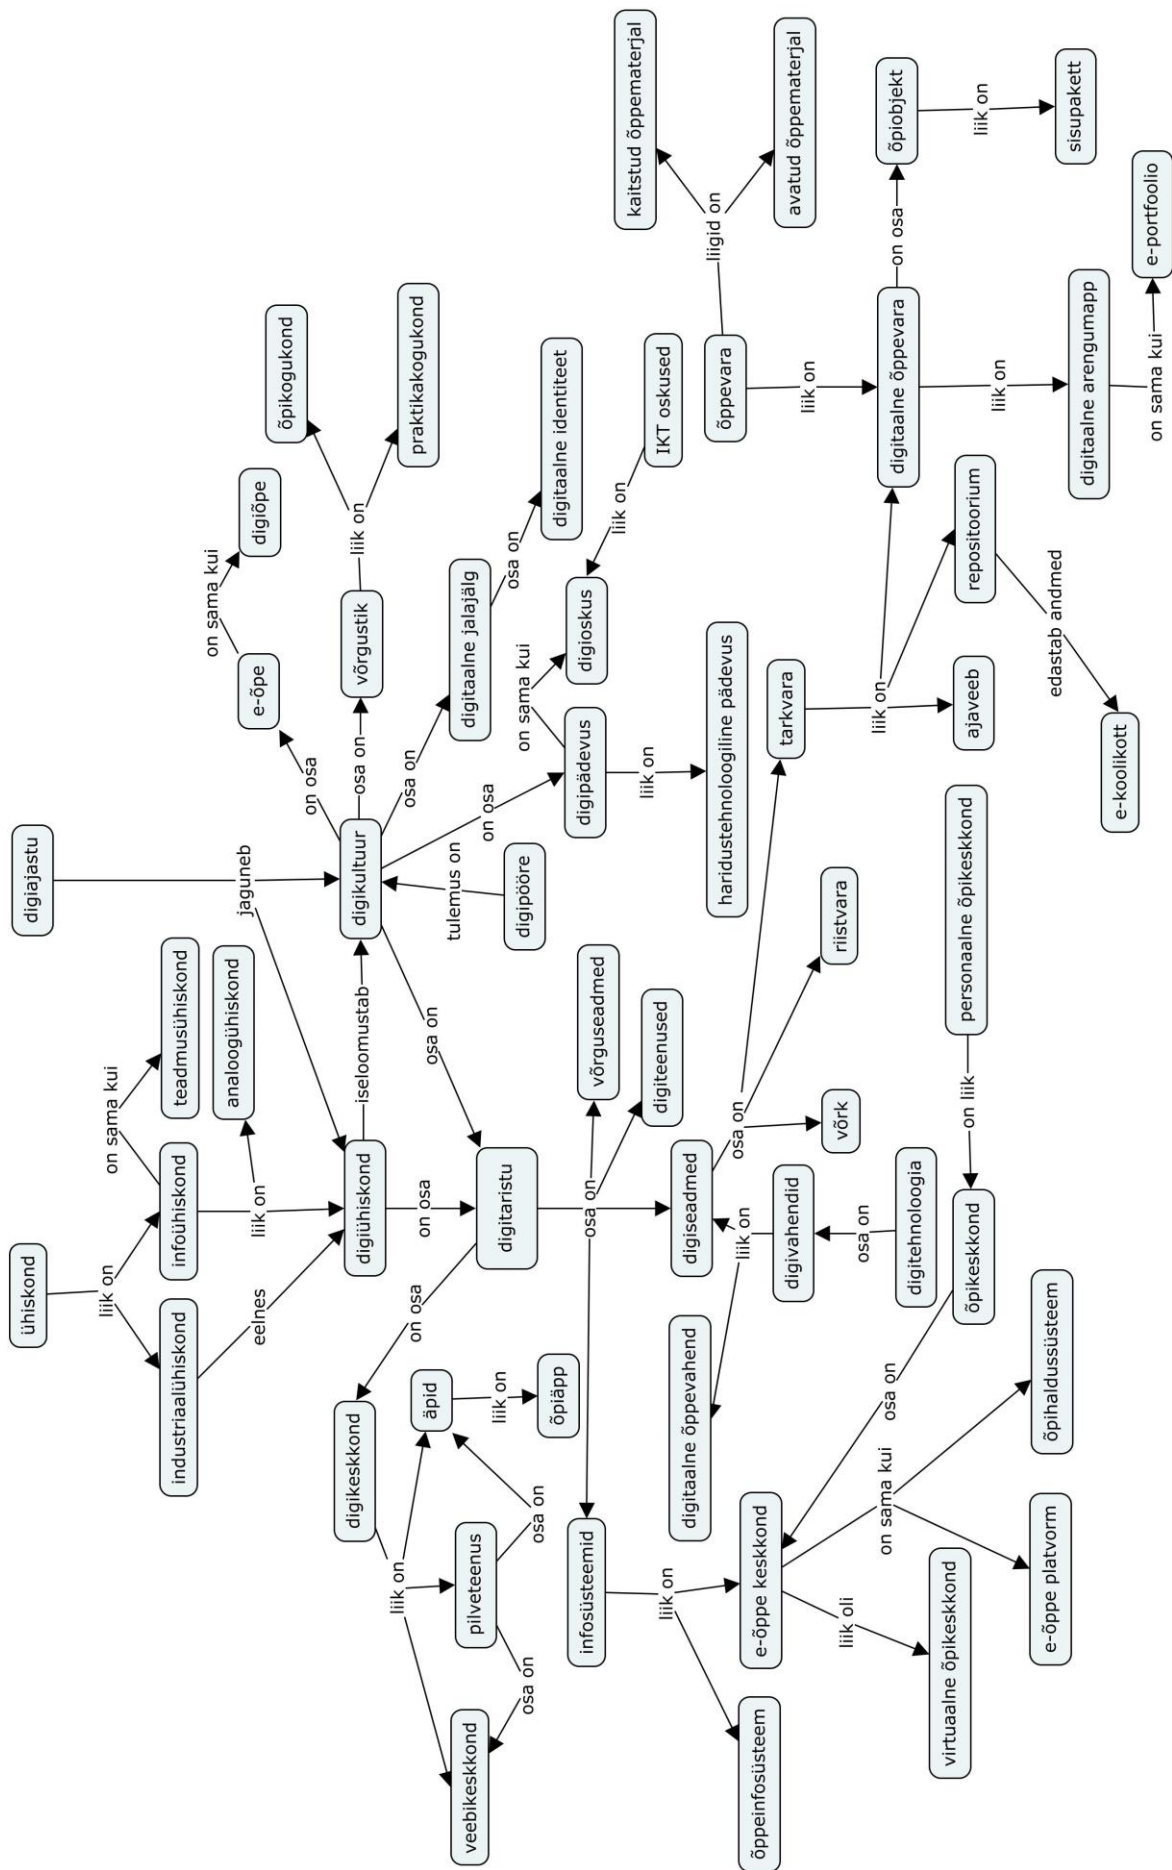 ühiskond
digiajastu
liik on
on sama kui
industriaalühiskond
infoühiskond
teadmusühiskond
analoogühiskond
jaguneb
eelnes
liik on
e-õpe
on sama kui
digiõpe
õpikogukond
on osa
digikeskkond
digiühiskond
iseloomustab
digikultuur
osa on
võrgustik
liik on
praktikakogukond
liik on
on osa
on osa
osa on
osa on
äpid
tulemus on
veebikeskkond
pilveteenus
digitaalne jalajälg
liik on
digitaristu
on osa
osa on
osa on
osa on
digipööre
on sama kui
õpiäpp
digitaalne identiteet
infosüsteemid
osa on
võrguseadmed
digipädevus
digioskus
liik on
kaitstud õppematerjal
liik on
digiteenused
IKT oskused
liik on
digitaalne õppevahend
digiseadmed
haridustehnoloogiline pädevus
õppevara
liigid on
liik on
osa on
õppeinfosüsteem
e-õppe keskkond
digivahendid
tarkvara
avatud õppematerjal
liik on
võrk
riistvara
liik oli
osa on
liik on
on sama kui
osa on
digitaalne õppevara
on osa
õpiobjekt
digitehnoloogia
virtuaalne õpikeskkond
õpikeskkond
on liik
personaalne õpikeskkond
ajaveeb
repositoorium
liik on
liik on
e-õppe platvorm
õpihaldussüsteem
edastab andmed
digitaalne arengumapp
sisupakett
e-koolikott
on sama kui
e-portfoolio